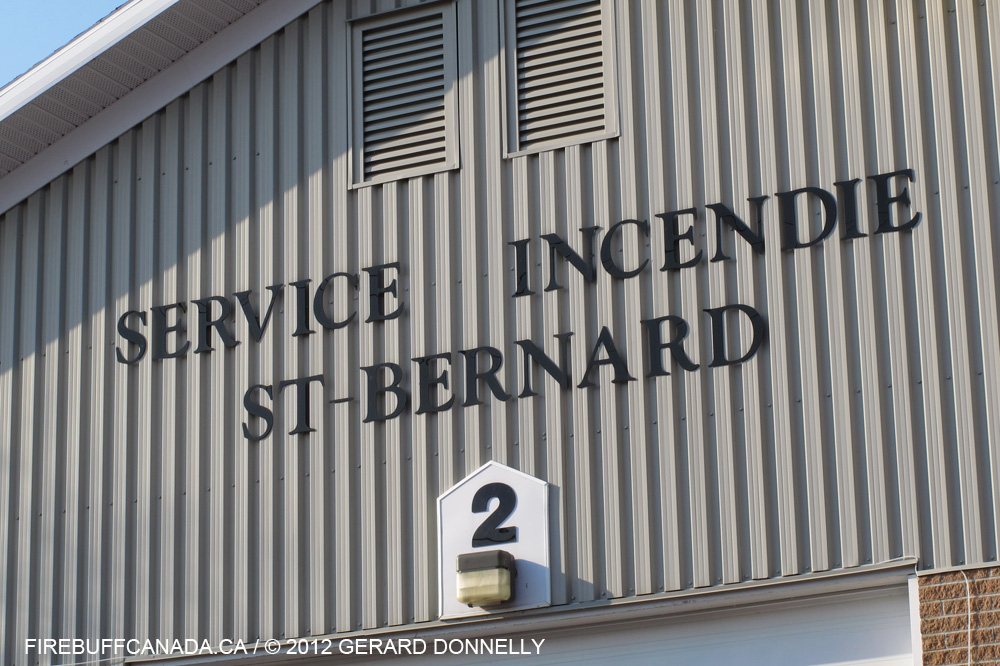 SERVICE INCENDIE
ST-BERNARD
2
FIREBUFFCANADA.CA / © 2012 GERARD DONNELLY